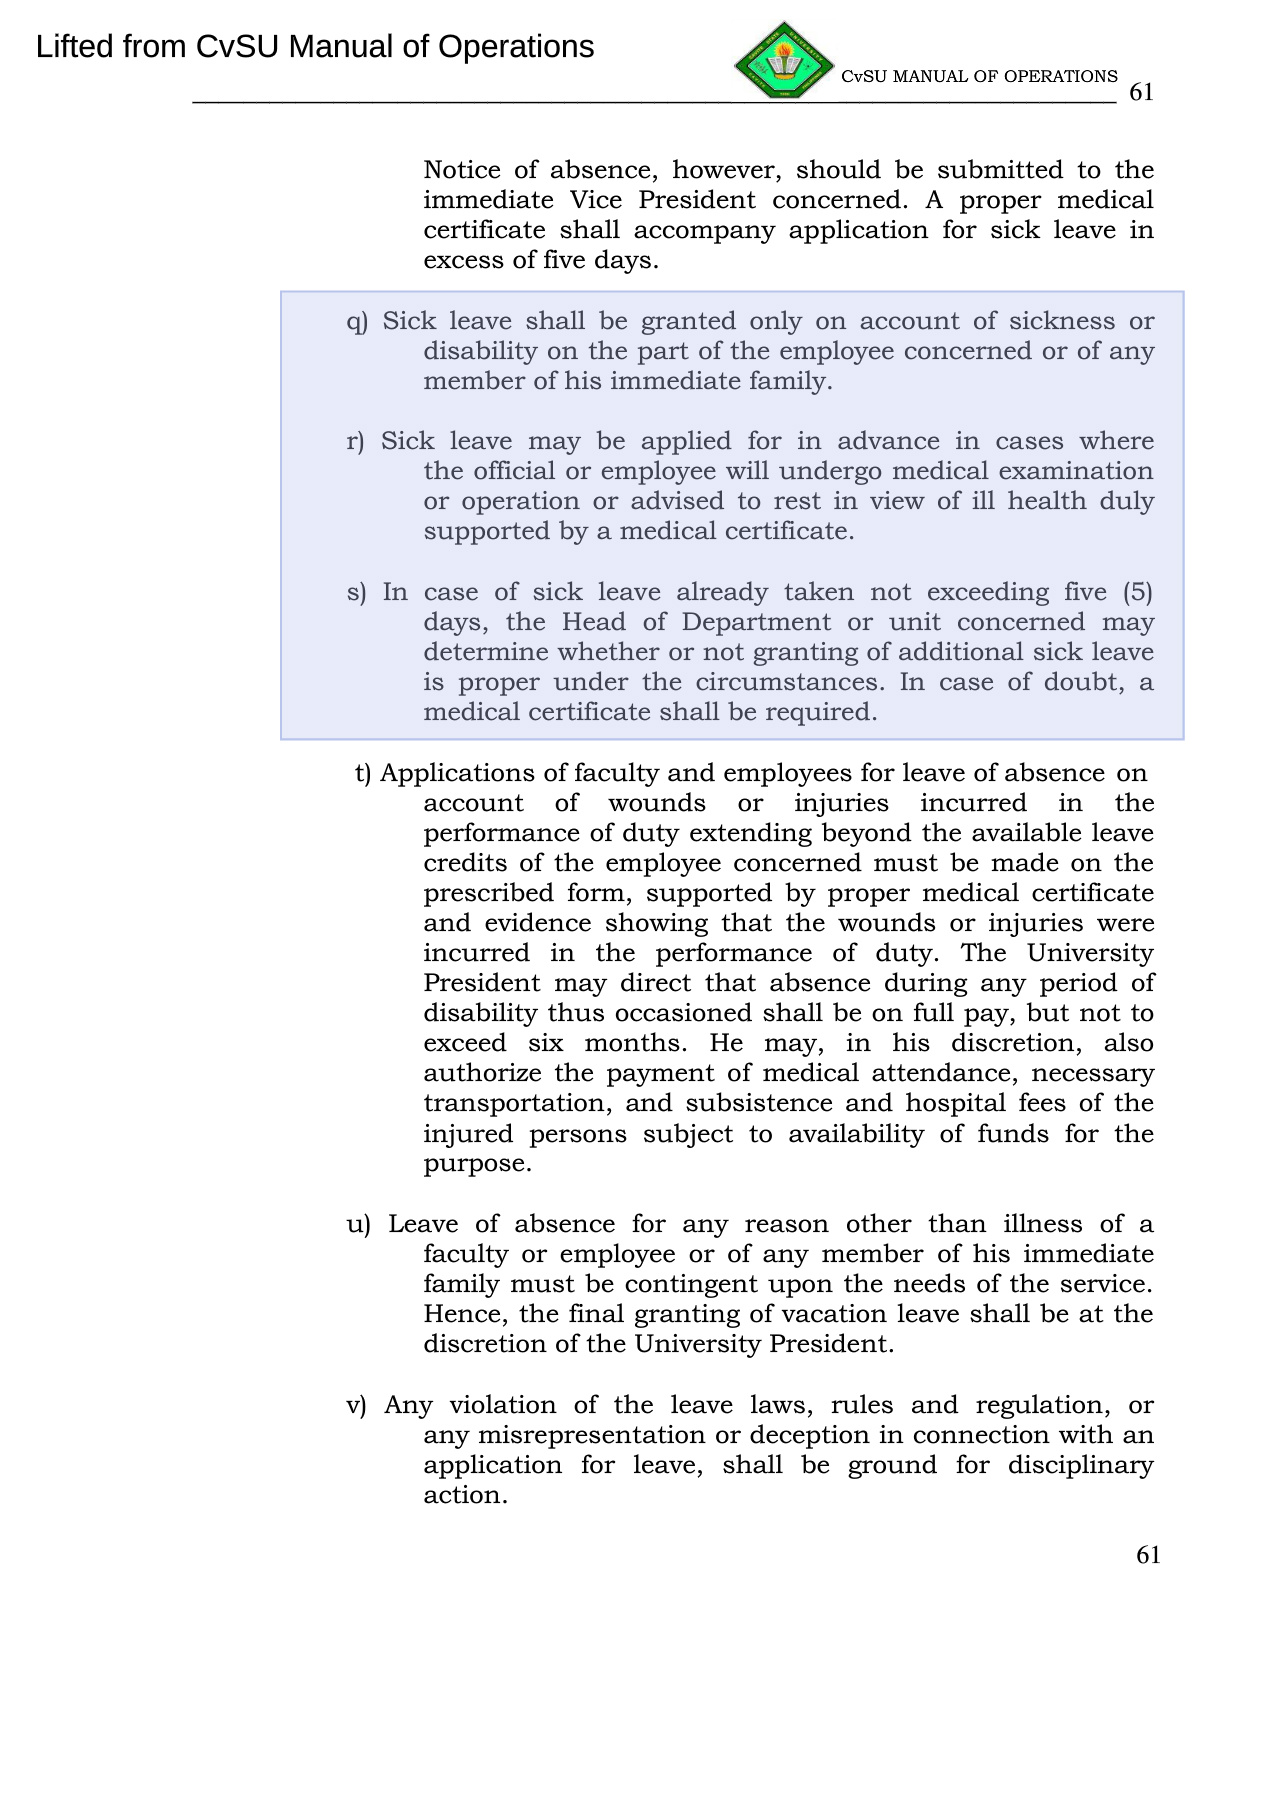 Lifted from CvSU Manual of Operations
CvSU MANUAL OF OPERATIONS 61
Notice of absence, however, should be submitted to the
immediate Vice President concerned. A proper medical
certificate shall accompany application for sick leave in
excess of five days.
q) Sick leave shall be granted only on account of sickness or
disability on the part of the employee concerned or of any
member of his immediate family.
r) Sick leave may be applied for in advance in cases where
the official or employee will undergo medical examination
or operation or advised to rest in view of ill health duly
supported by a medical certificate.
s) In case of sick leave already taken not exceeding five (5)
days, the Head of Department or unit concerned may
determine whether or not granting of additional sick leave
is proper under the circumstances. In case of doubt, a
medical certificate shall be required.
t) Applications of faculty and employees for leave of absence on
account of wounds or injuries incurred in the
performance of duty extending beyond the available leave
credits of the employee concerned must be made on the
prescribed form, supported by proper medical certificate
and evidence showing that the wounds or injuries were
incurred in the performance of duty. The University
President may direct that absence during any period of
disability thus occasioned shall be on full pay, but not to
exceed six months. He may, in his discretion, also
authorize the payment of medical attendance, necessary
transportation, and subsistence and hospital fees of the
injured persons subject to availability of funds for the
purpose.
u) Leave of absence for any reason other than illness of a
faculty or employee or of any member of his immediate
family must be contingent upon the needs of the service.
Hence, the final granting of vacation leave shall be at the
discretion of the University President.
v) Any violation of the leave laws, rules and regulation, or
any misrepresentation or deception in connection with an
application for leave, shall be ground for disciplinary
action.
61